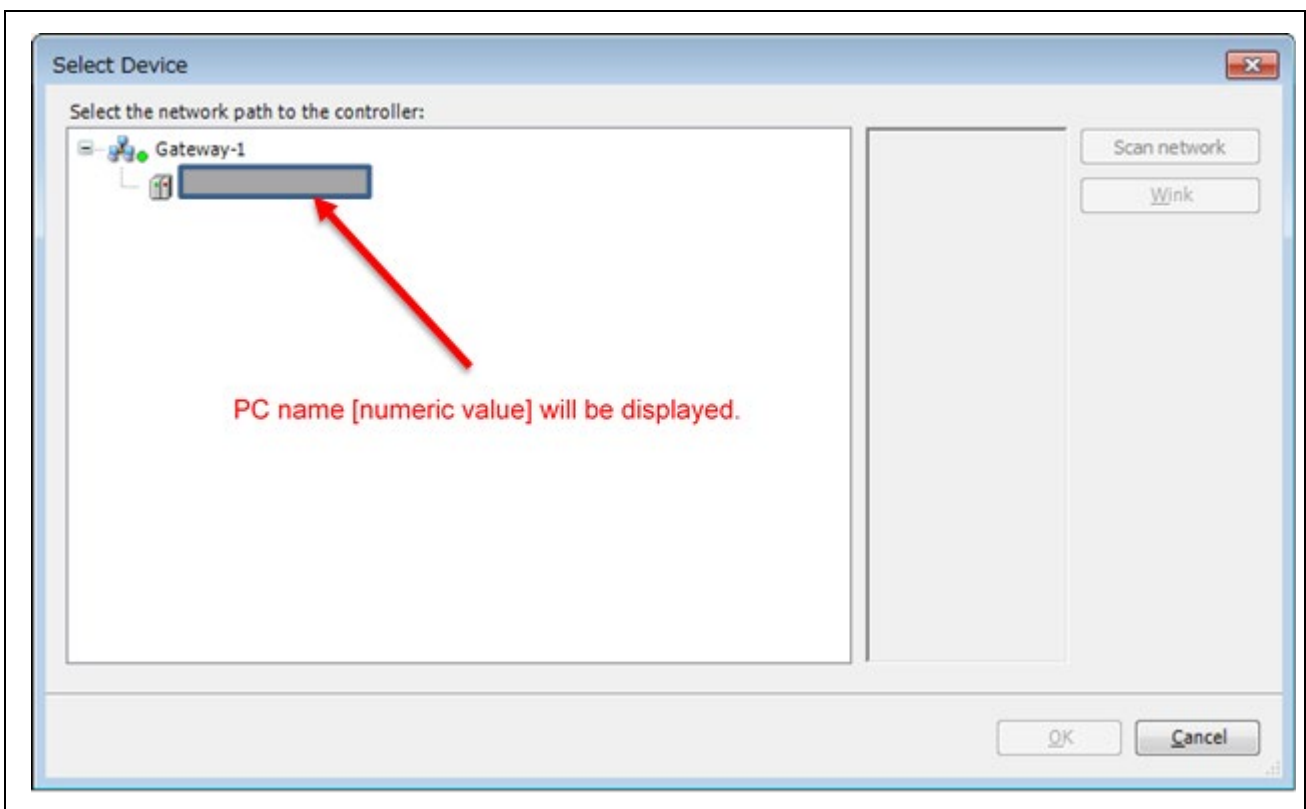 Select Device
Select the network path to the controller:
Gateway-1
Scan network
Wink
PC name [numeric value] will be displayed.
OK
Cancel